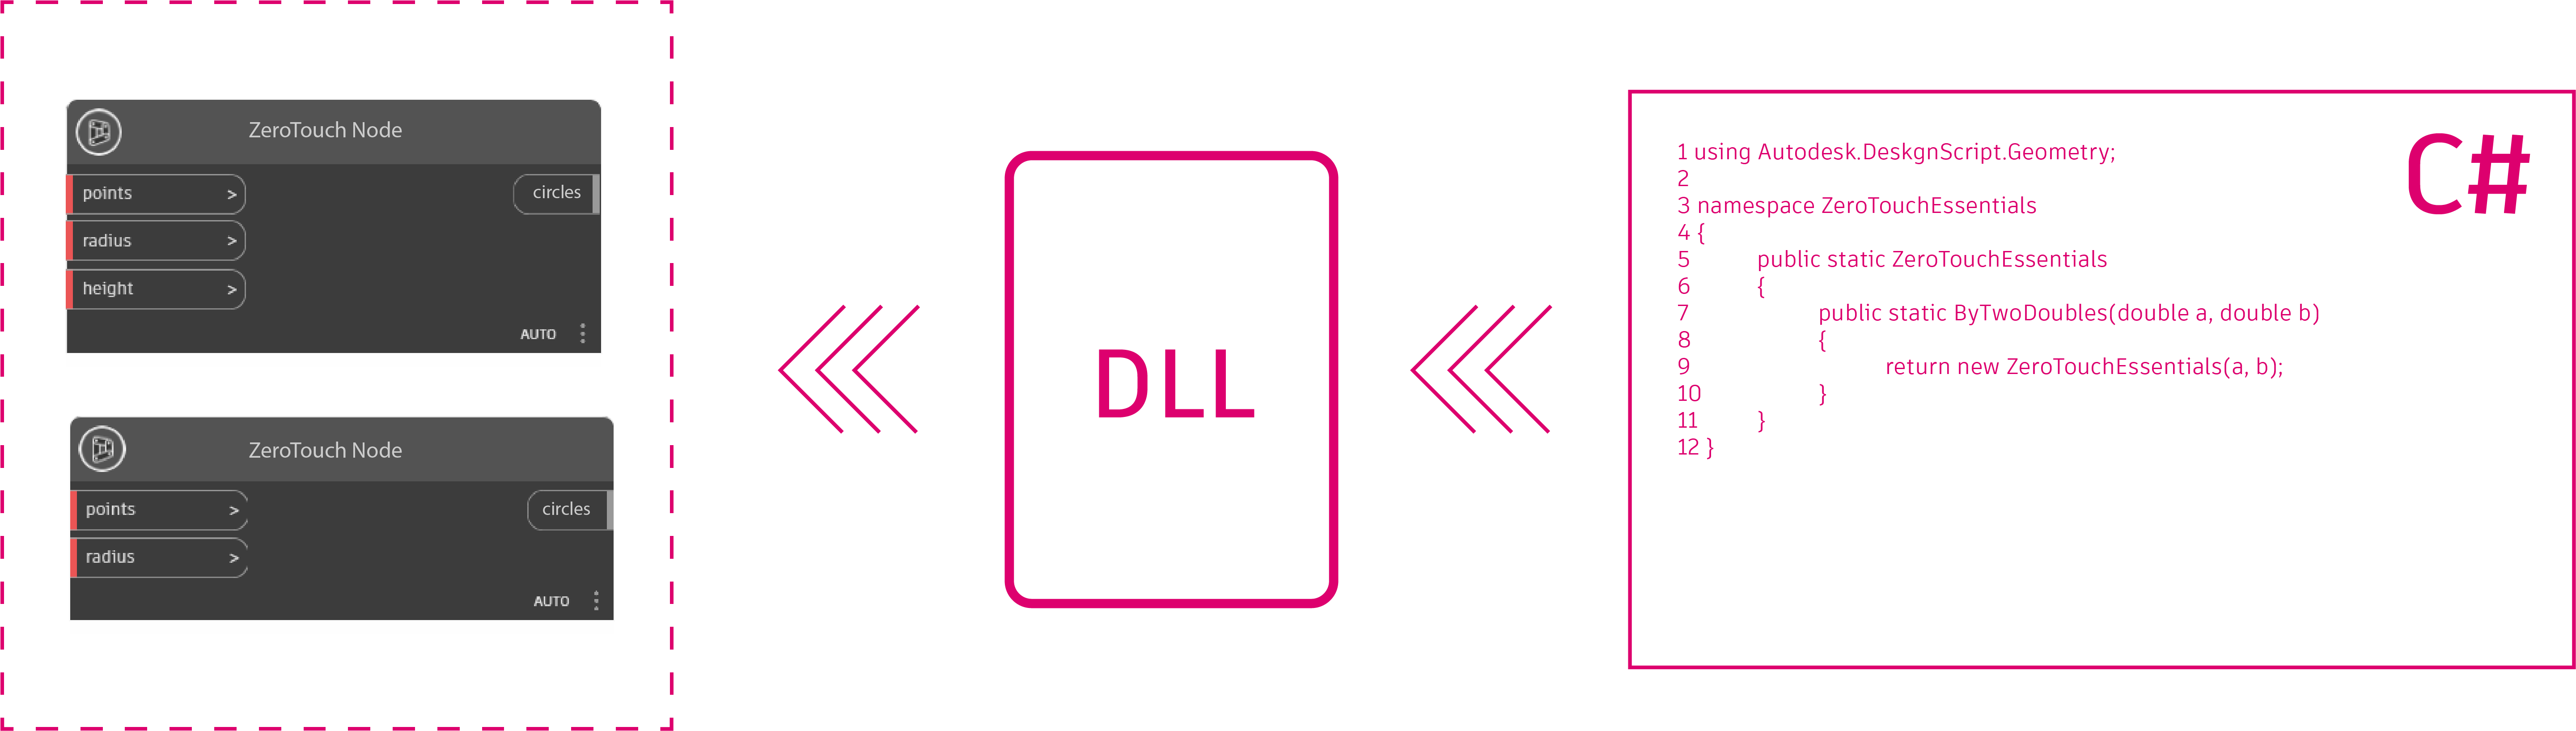 ZeroTouch Node
points >
circles
radius >
height >
AUTO
ZeroTouch Node
points >
circles
radius >
AUTO
DLL
C#
1 using Autodesk.DeskgnScript.Geometry;
2
3 namespace ZeroTouchEssentials
4 {
5 public static ZeroTouchEssentials
6 {
7 public static ByTwoDoubles(double a, double b)
8 {
9 return new ZeroTouchEssentials(a, b);
10 }
11 }
12 }